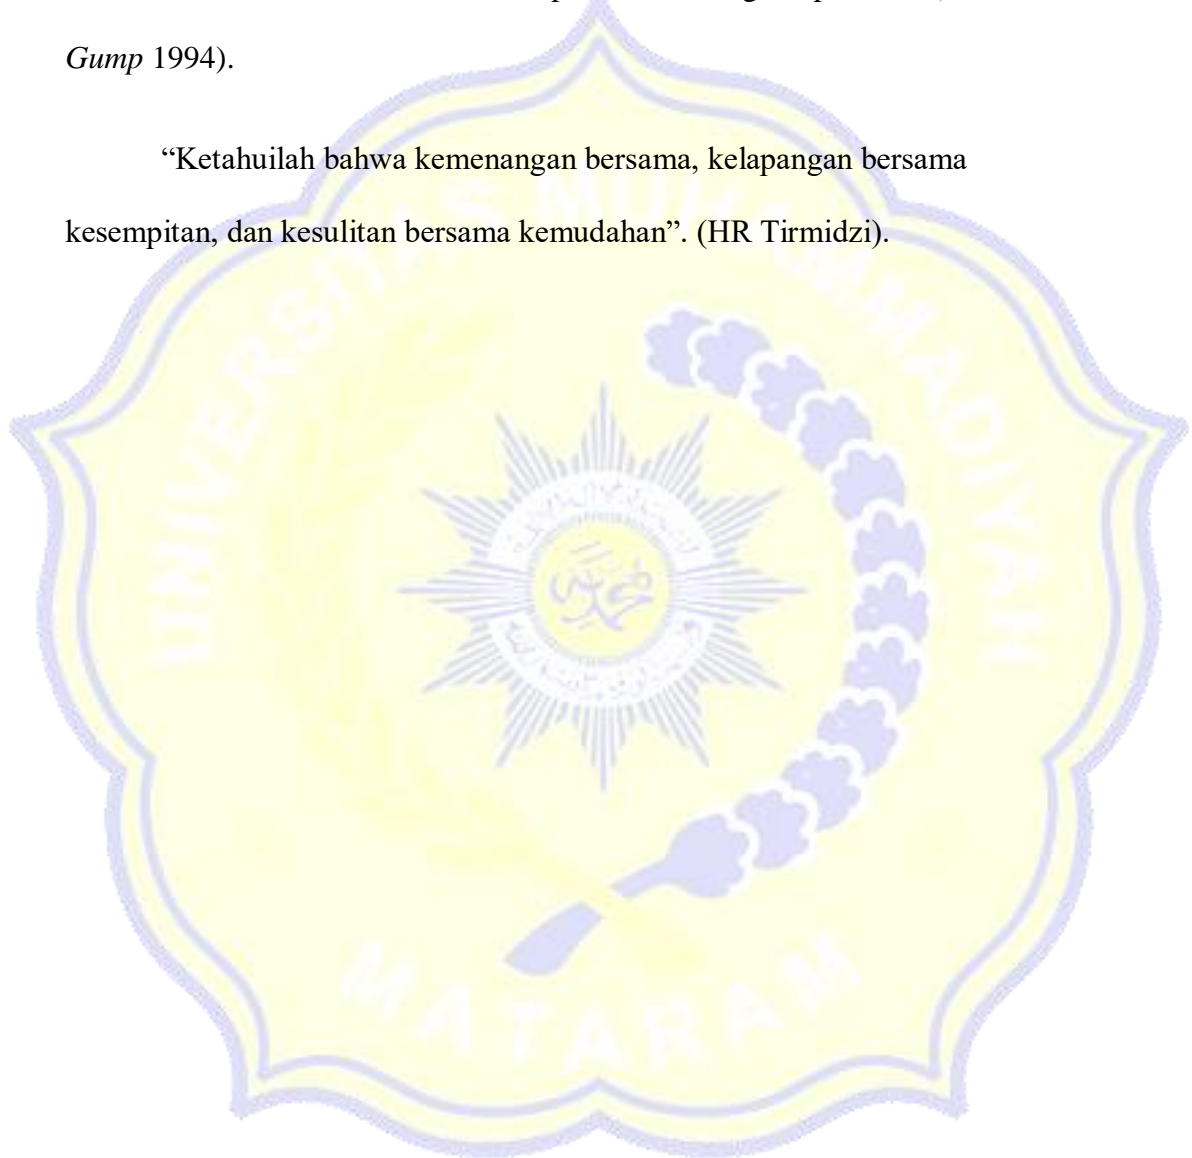 Gump 1994).
“Ketahuilah bahwa kemenangan bersama, kelapangan bersama
kesempitan, dan kesulitan bersama kemudahan”. (HR Tirmidzi).
UNIVERSITAS MUHAMMADIYAH
MATARAM